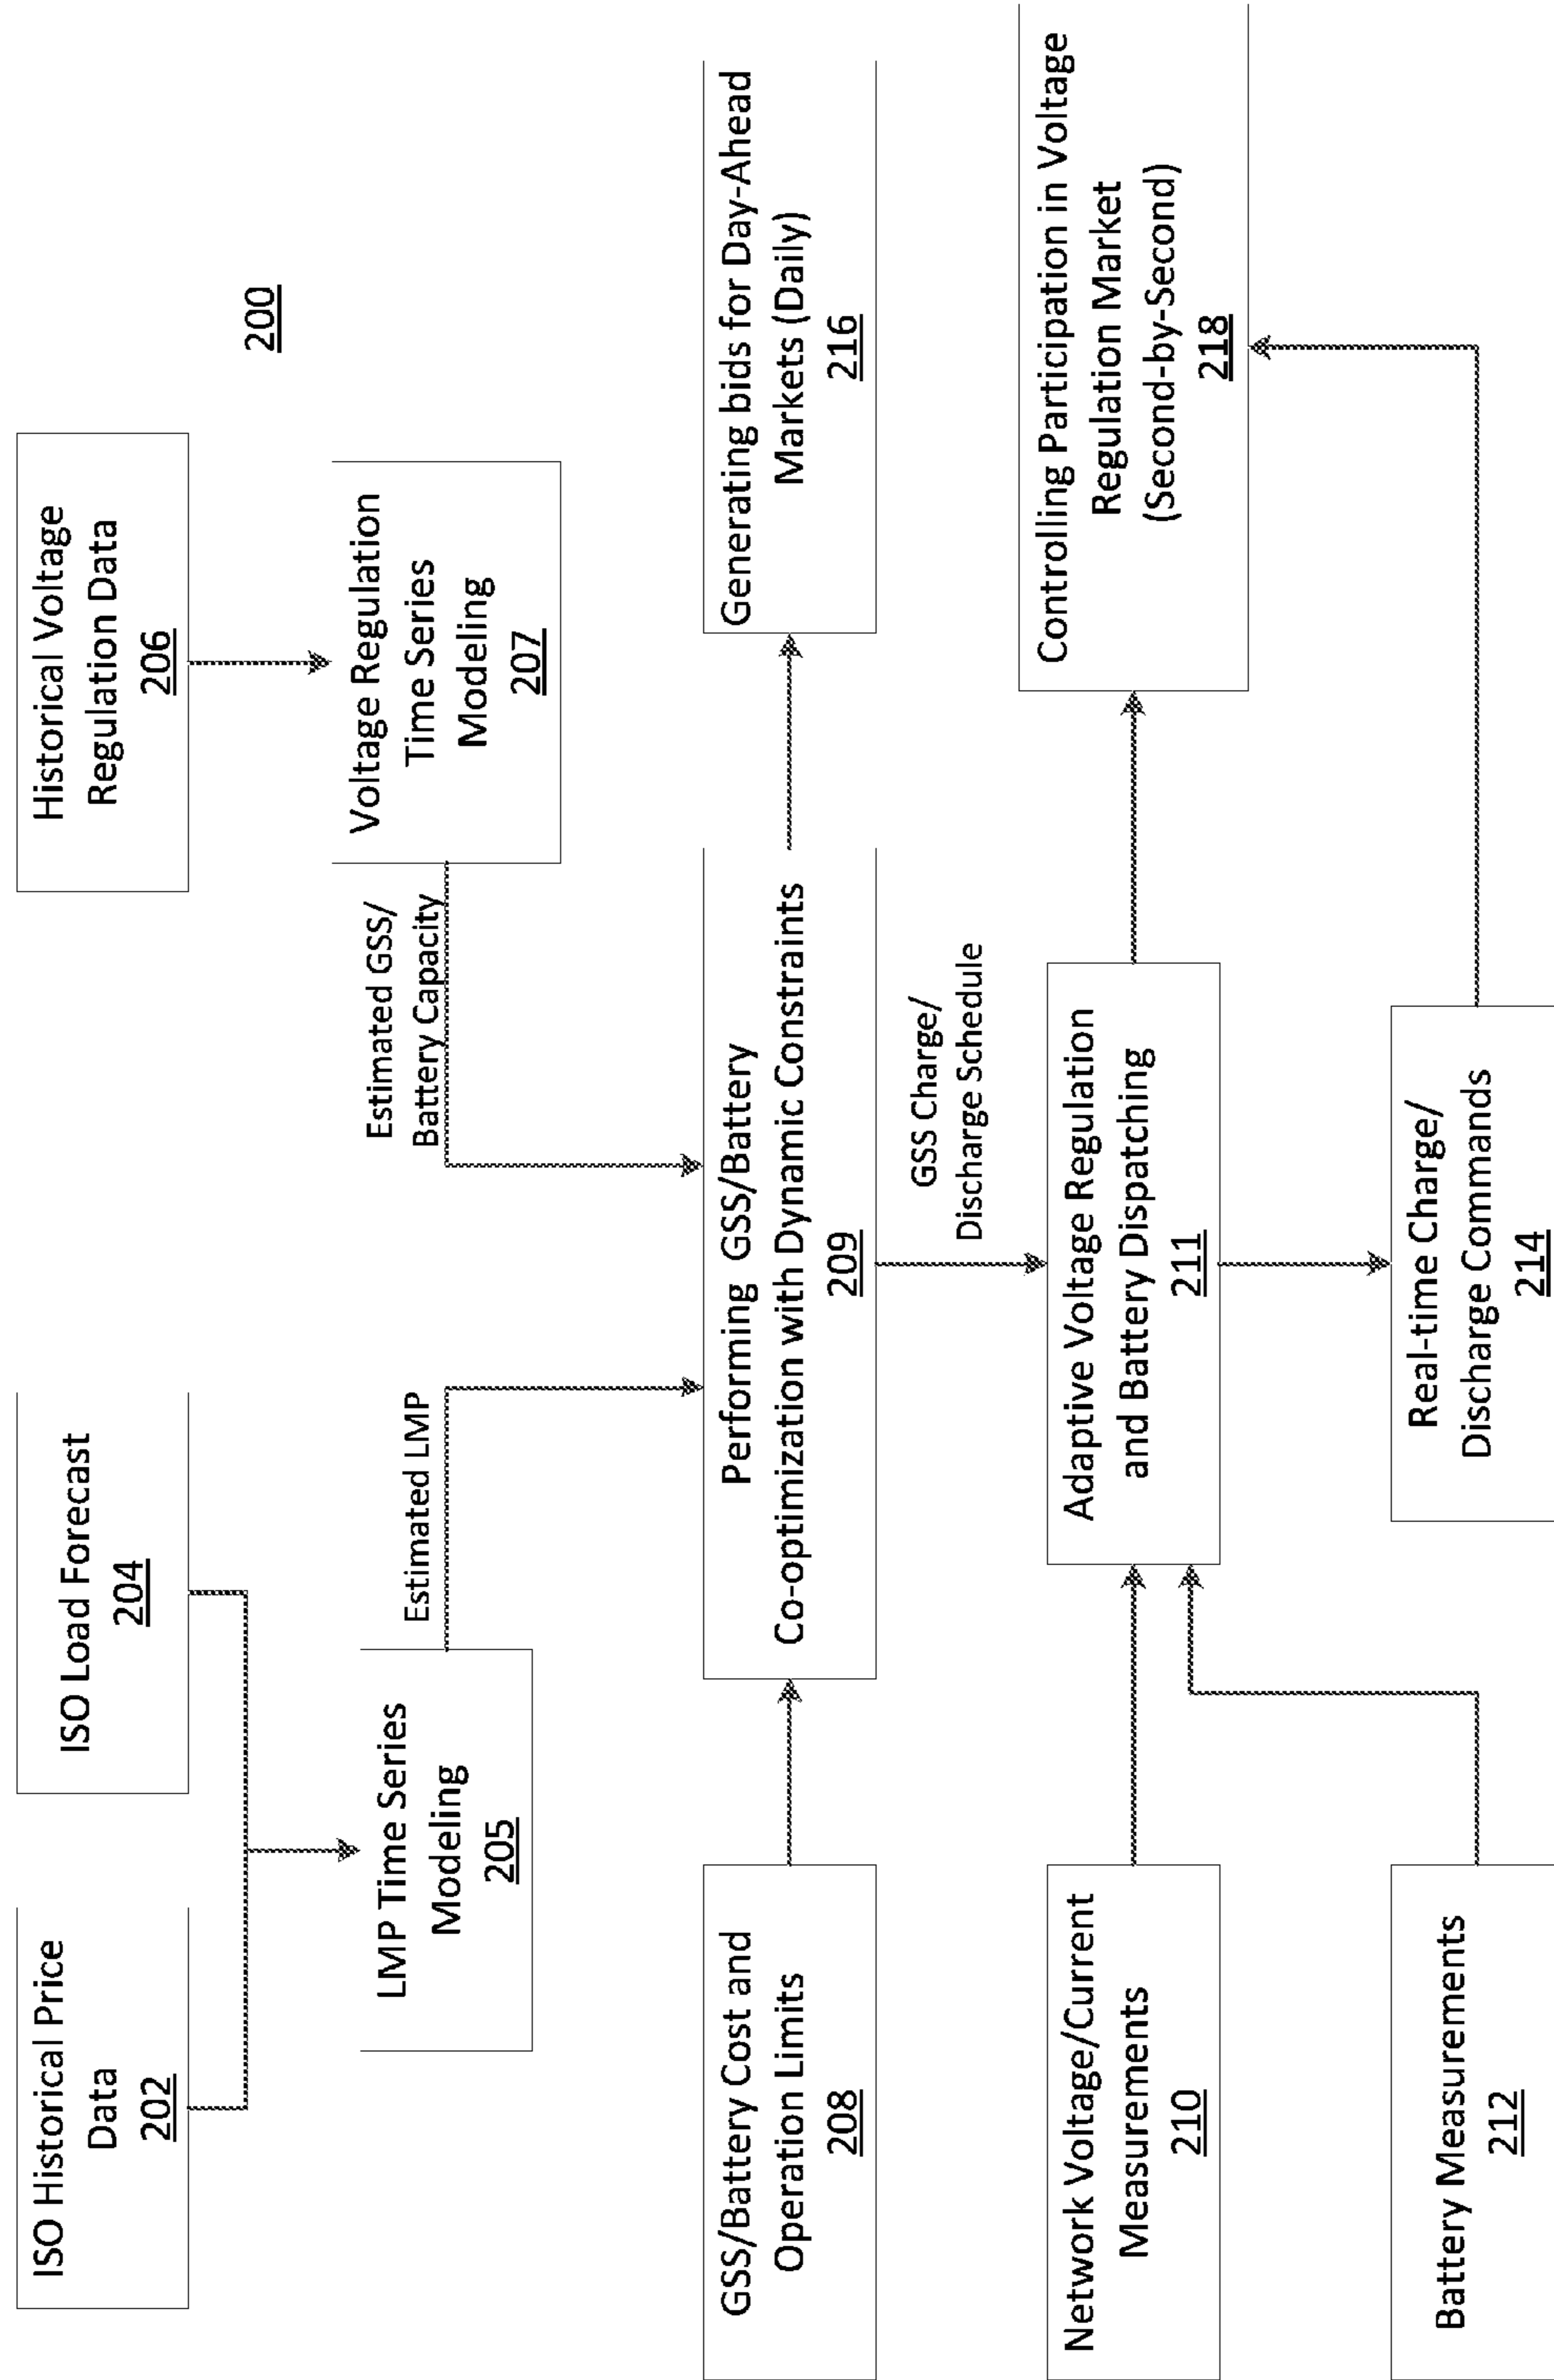 ISO Historical Price
Data
202
ISO Load Forecast
204
Historical Voltage
Regulation Data
206
200
LMP Time Series
Modeling
205
Voltage Regulation
Time Series
Modeling
207
Estimated LMP
Estimated GSS/
Battery Capacity
GSS/Battery Cost and
Operation Limits
208
Performing GSS/Battery
Co-optimization with Dynamic Constraints
209
Generating bids for Day-Ahead
Markets (Daily)
216
GSS Charge/
Discharge Schedule
Network Voltage/Current
Measurements
210
Adaptive Voltage Regulation
and Battery Dispatching
211
Controlling Participation in Voltage
Regulation Market
(Second-by-Second)
218
Battery Measurements
212
Real-time Charge/
Discharge Commands
214